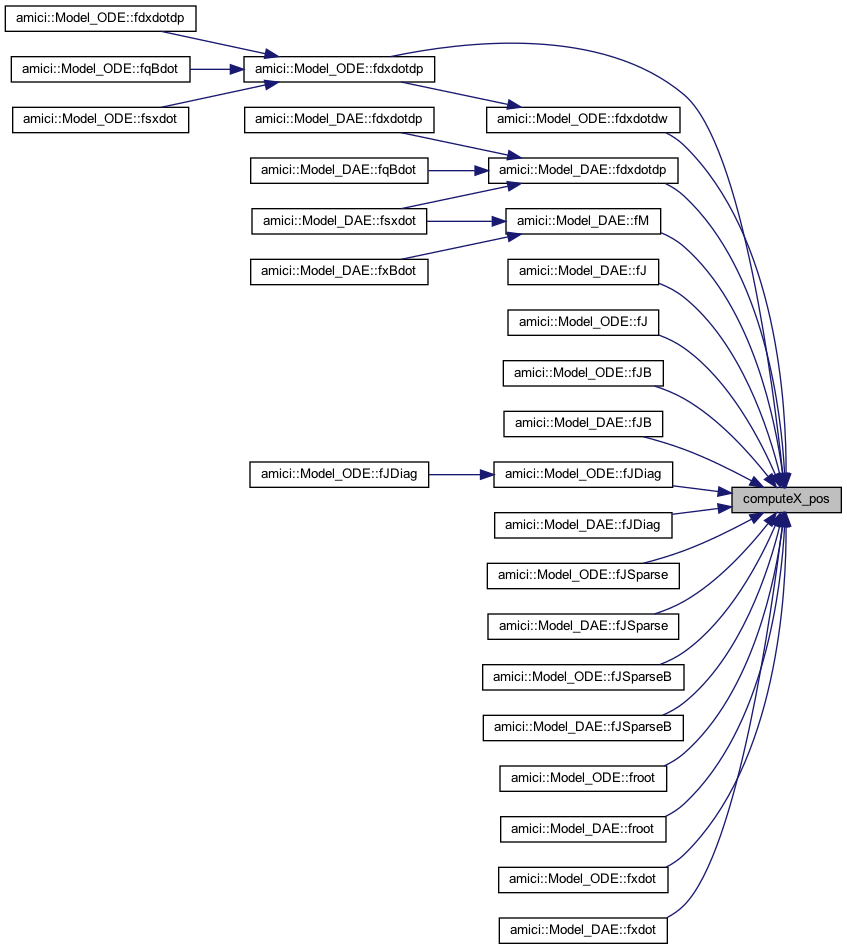 amici::Model_ODE::fdxdotdp
amici::Model_ODE::fqBdot
amici::Model_ODE::fsxdot
amici::Model_ODE::fdxdotdp
amici::Model_DAE::fdxdotdp
amici::Model_DAE::fqBdot
amici::Model_DAE::fsxdot
amici::Model_DAE::fxBdot
amici::Model_ODE::fJDiag
amici::Model_ODE::fdxdotdw
amici::Model_DAE::fdxdotdp
amici::Model_DAE::fM
amici::Model_DAE::fJ
amici::Model_ODE::fJ
amici::Model_ODE::fJB
amici::Model_DAE::fJB
amici::Model_ODE::fJDiag
amici::Model_DAE::fJDiag
amici::Model_ODE::fJSparse
amici::Model_DAE::fJSparse
amici::Model_ODE::fJSparseB
amici::Model_DAE::fJSparseB
amici::Model_ODE::froot
amici::Model_DAE::froot
amici::Model_ODE::fxdot
amici::Model_DAE::fxdot
computeX_pos